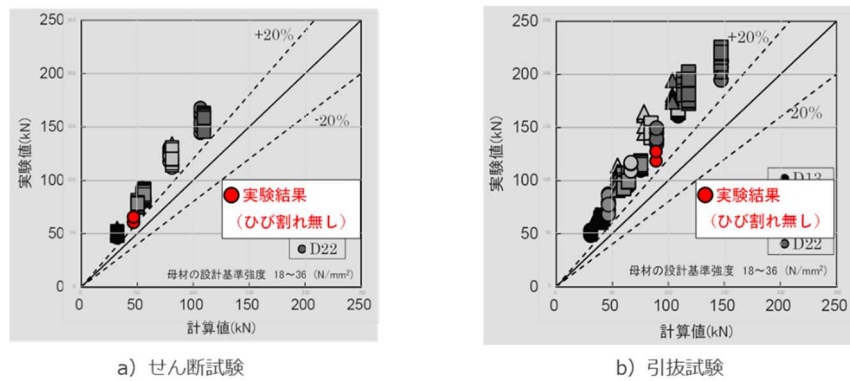 250
200
150
100
50
0
実験値(kN)
+20%
-20%
実験結果
(ひび割れ無し)
D22
母材の設計基準強度 18~36 (N/mm²)
0 50 100 150 200 250
計算値(kN)
a) せん断試験
250
200
150
100
50
0
実験値(kN)
+20%
-20%
D13
実験結果
(ひび割れ無し)
D22
母材の設計基準強度 18~36 (N/mm²)
0 50 100 150 200 250
計算値(kN)
b) 引抜試験